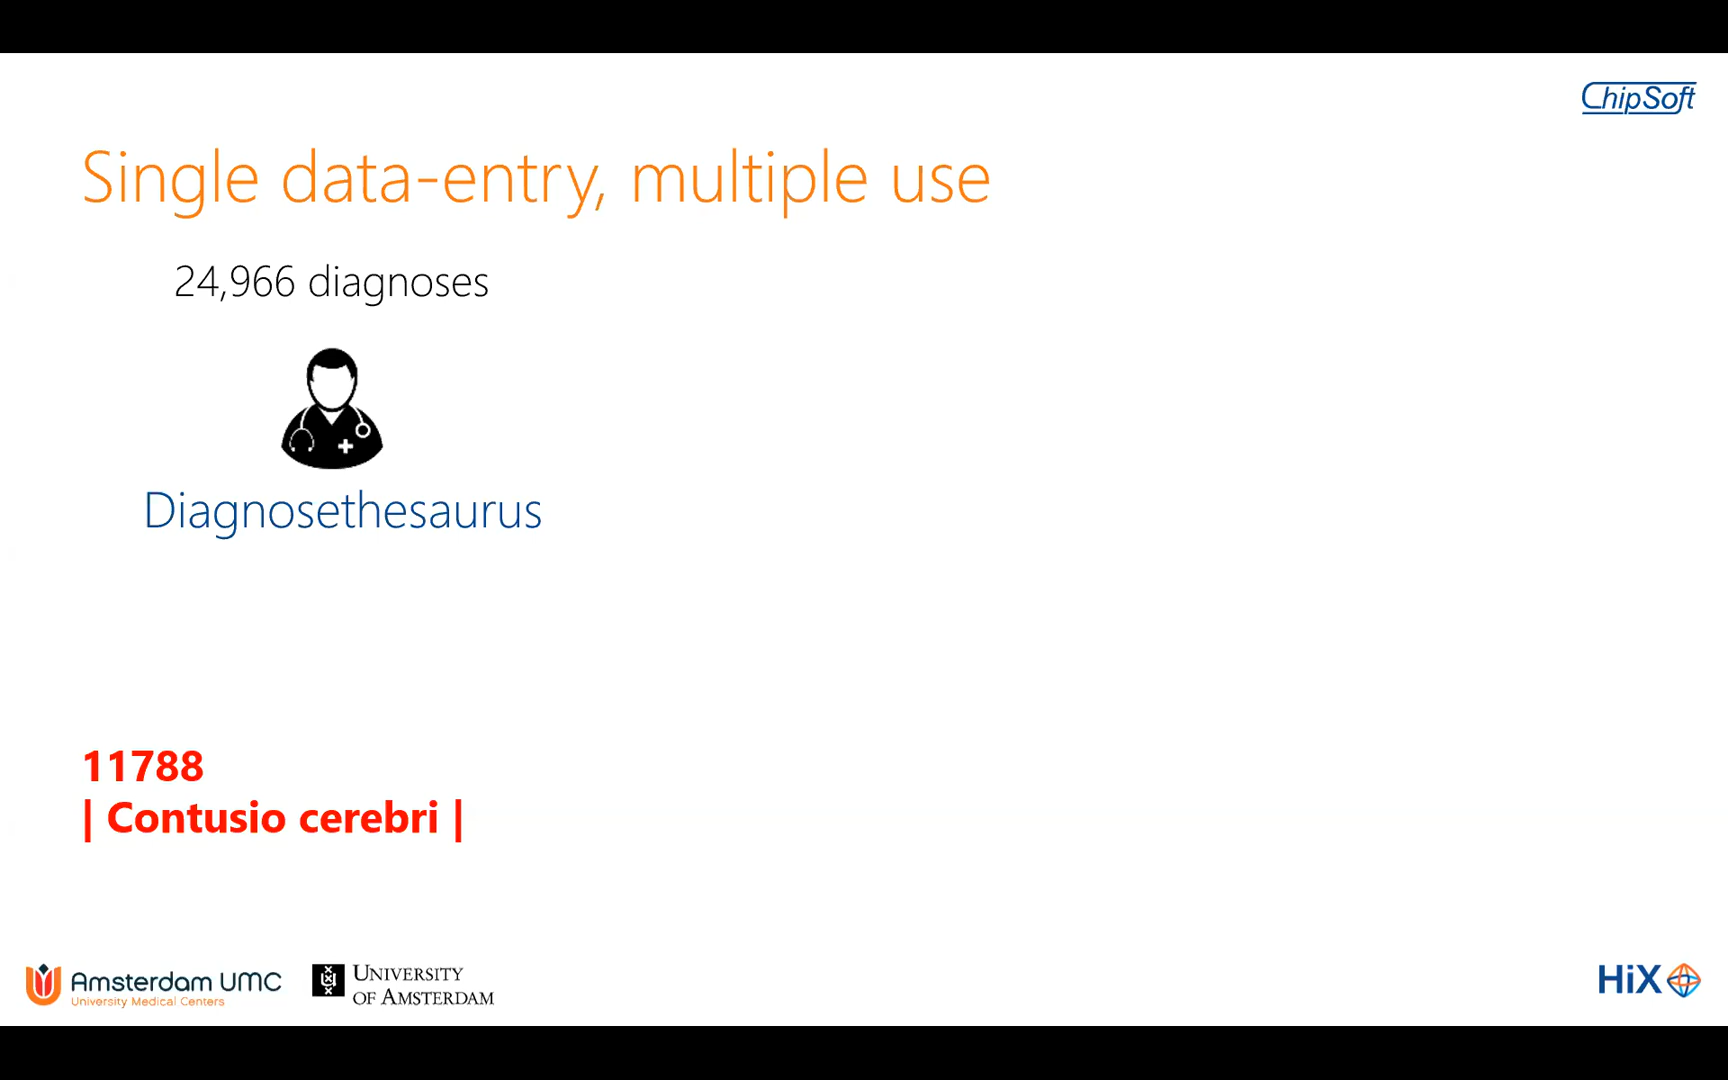 ChipSoft
Single data-entry, multiple use
24,966 diagnoses
Diagnosethesaurus
11788
| Contusio cerebri |
Amsterdam UMC
University Medical Centers
UNIVERSITY
OF AMSTERDAM
HiX